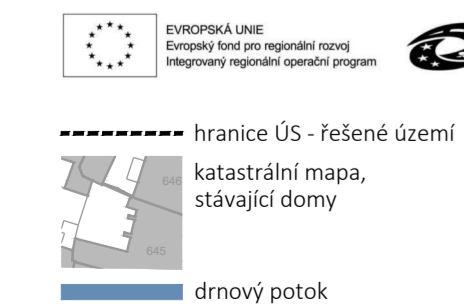 EVROPSKÁ UNIE
Evropský fond pro regionální rozvoj
Integrovaný regionální operační program
hranice ÚS - řešené území
646
katastrální mapa,
stávající domy
645
drnový potok